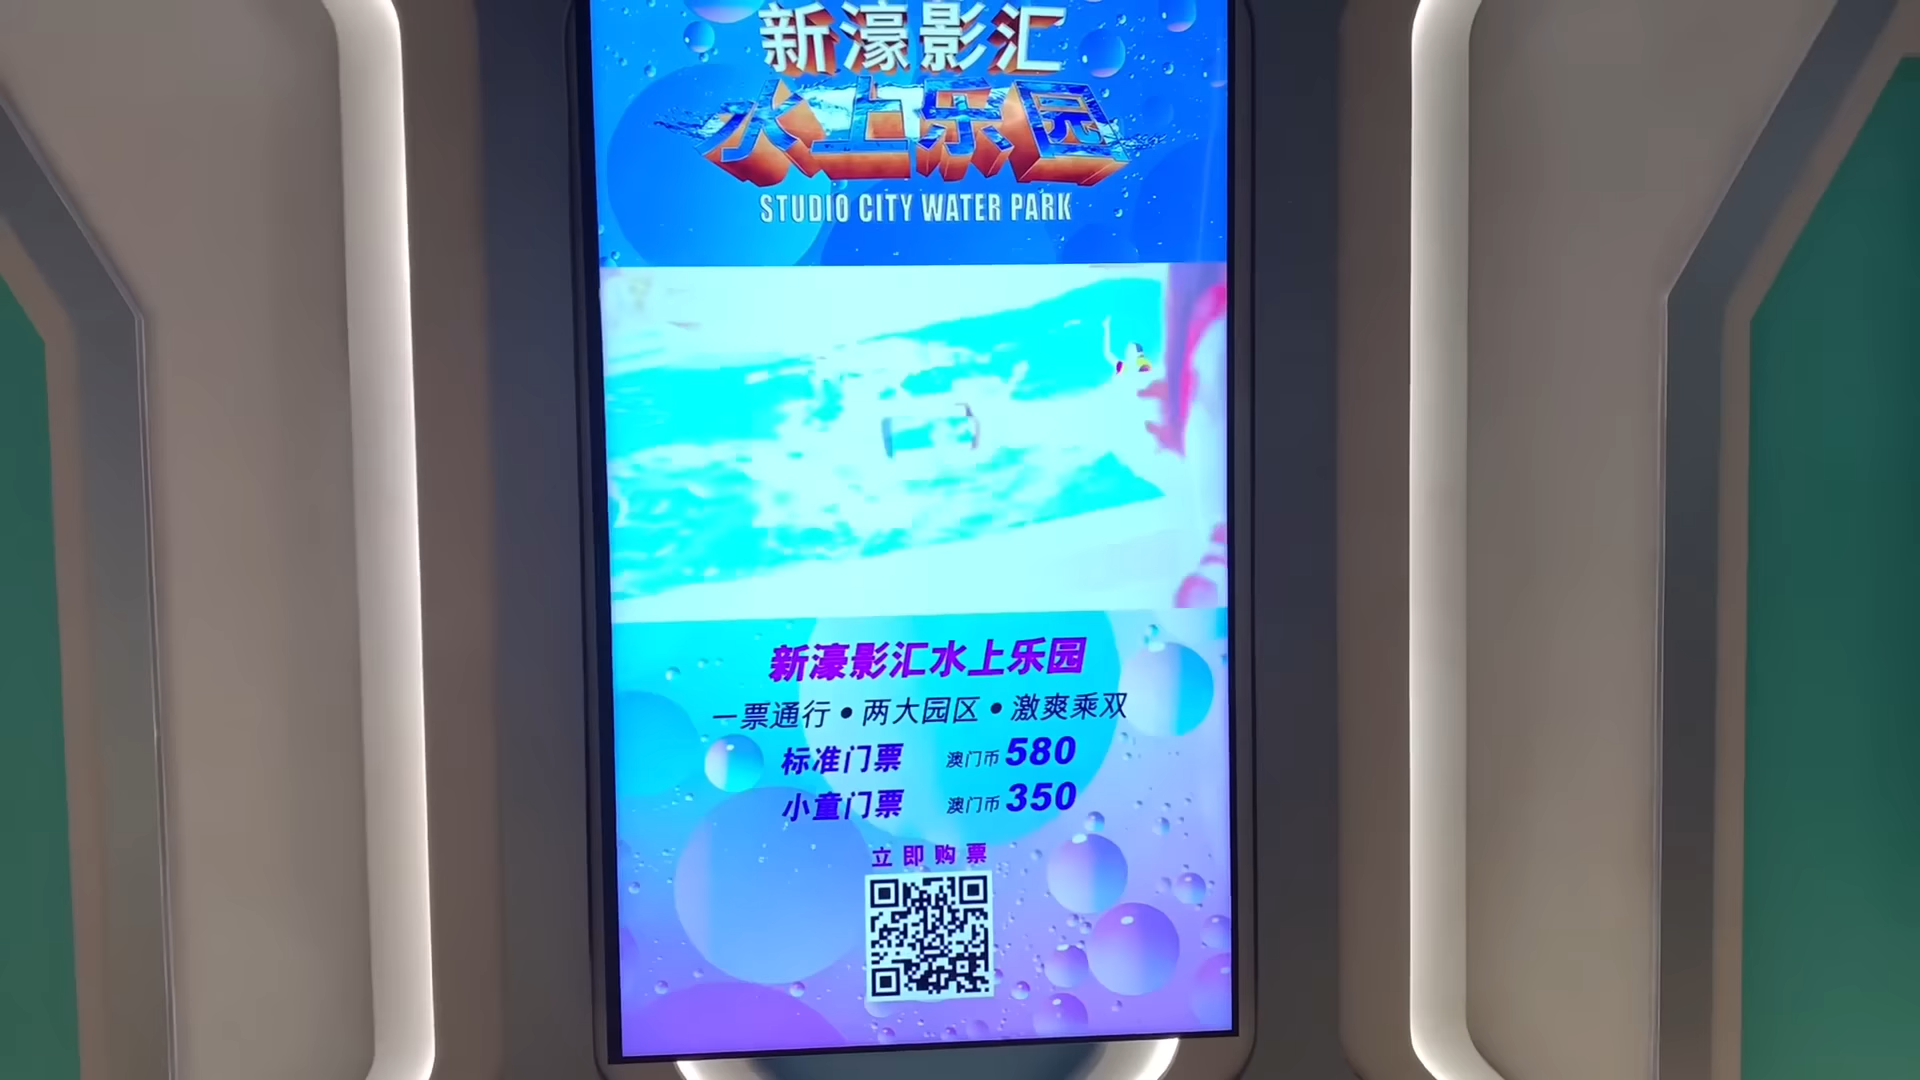 新濠影汇
水上乐园
STUDIO CITY WATER PARK
新濠影汇水上乐园
一票通行•两大园区•激爽乘双
标准门票 澳门币 580
小童门票 澳门币 350
立即购票